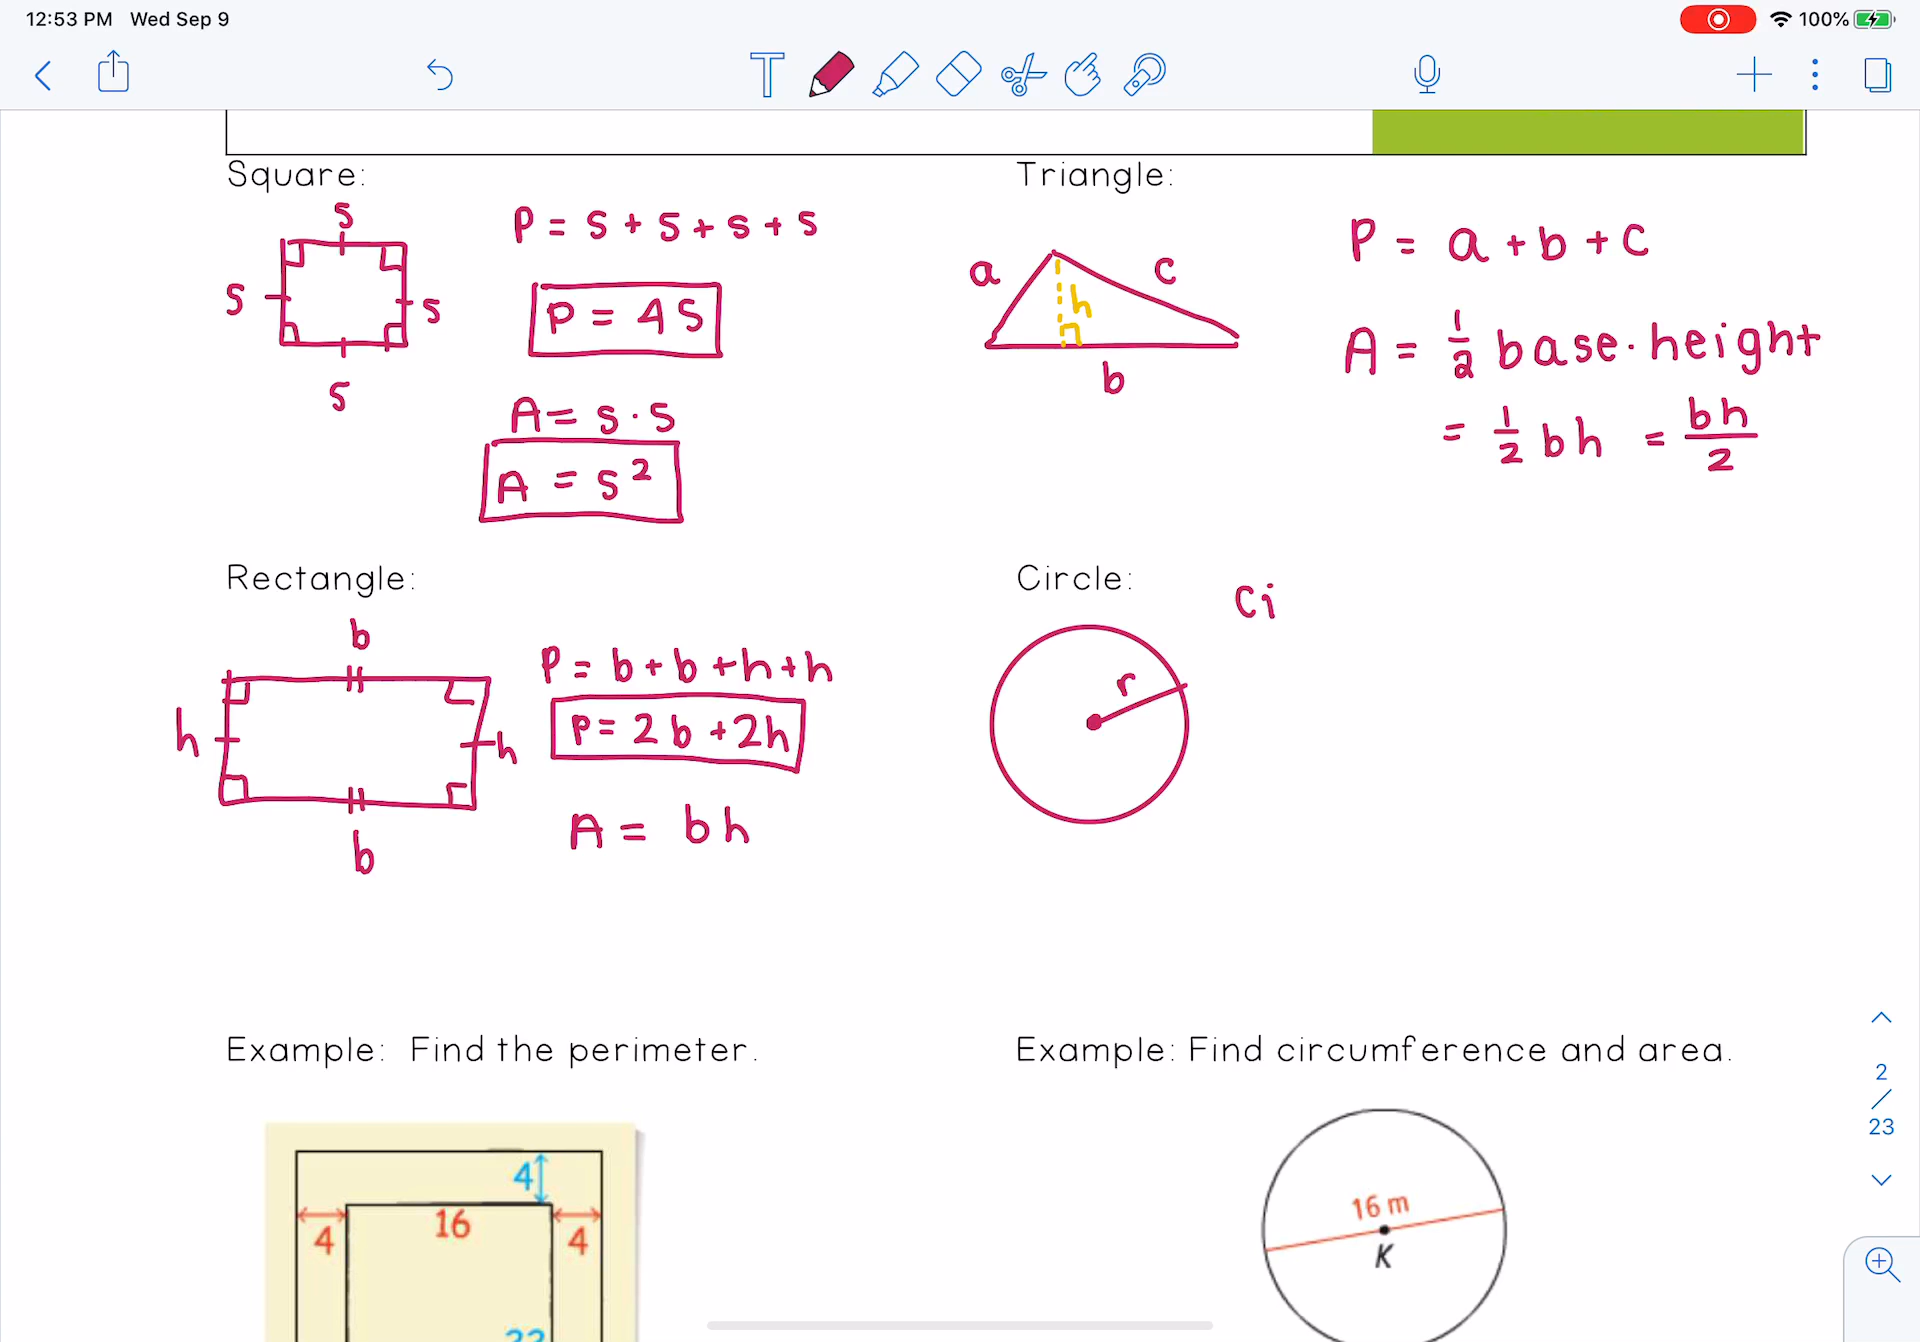 12:53 PM Wed Sep 9
100%
T
Square:
s
s
s
s
P = s + s + s + s
P = 4s
A = s · s
A = s²
Triangle:
a
c
h
b
P = a + b + c
A = 1/2 base · height
= 1/2 bh = bh/2
Rectangle:
b
h
h
b
P = b + b + h + h
P = 2b + 2h
A = bh
Circle:
r
Ci
Example: Find the perimeter.
4
16
4
4
Example: Find circumference and area.
16 m
K
2
/
23